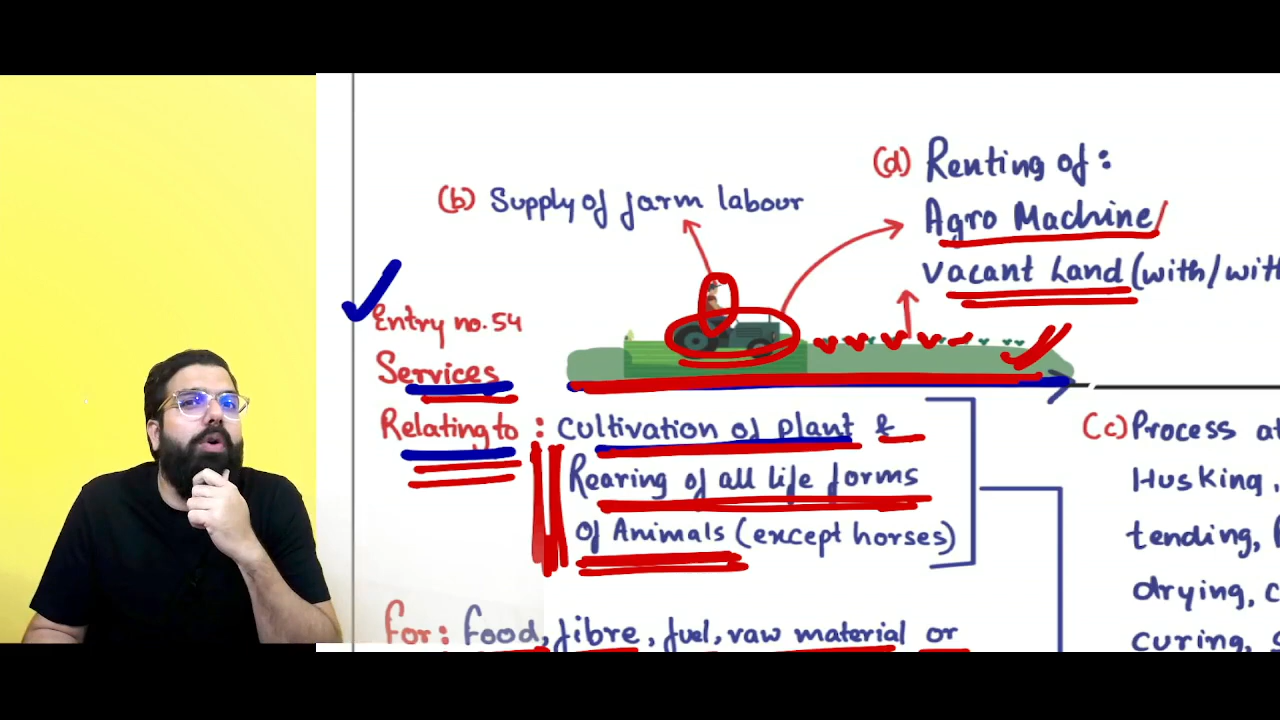 (d) Renting of:
(b) Supply of farm labour
Agro Machine/
vacant Land (with/
Entry no. 54
Services
Relating to : cultivation of plant &
Rearing of all life forms
of Animals (except horses)
(c) Process
Husking,
tending,
drying,
curing,
for: food, fibre, fuel, raw material or